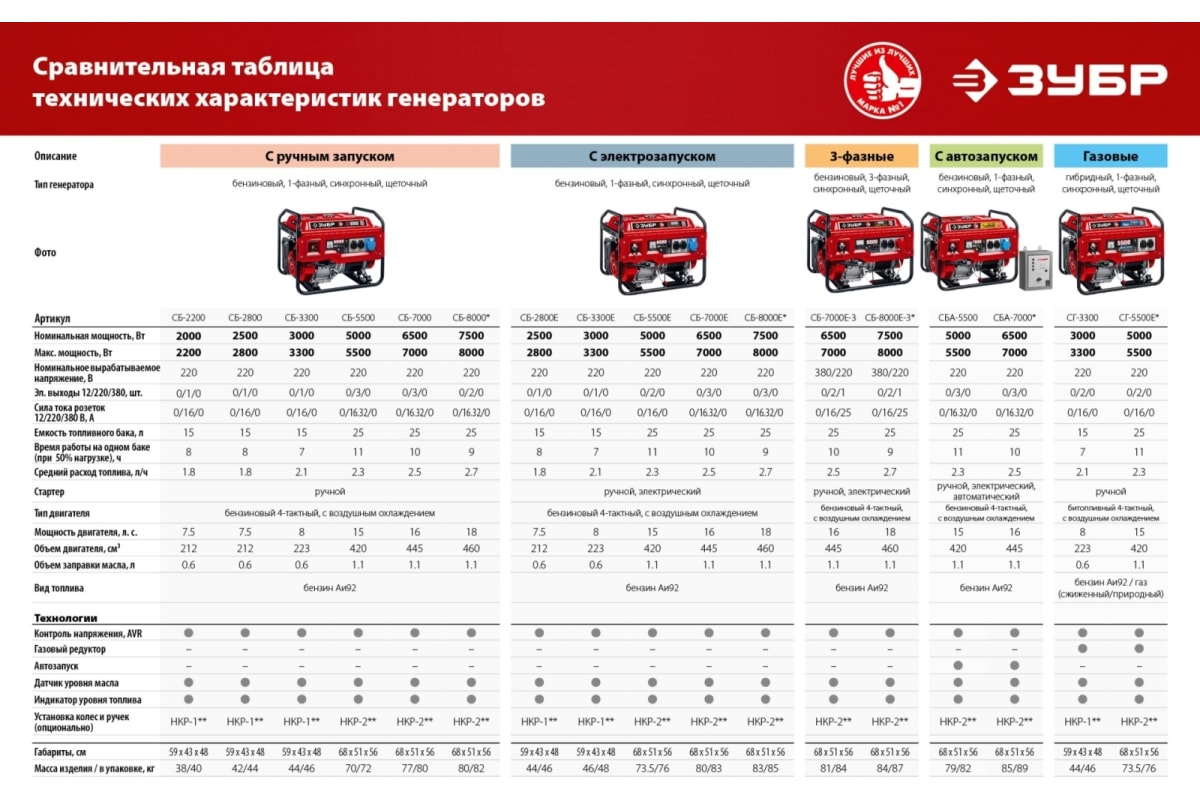 Сравнительная таблица
технических характеристик генераторов
ЛУЧШИЕ ИЗ ЛУЧШИХ
МАРКА №1
ЗУБР
Описание С ручным запуском С электрозапуском 3-фазные С автозапуском Газовые
Тип генератора бензиновый, 1-фазный, синхронный, щеточный бензиновый, 1-фазный, синхронный, щеточный бензиновый, 3-фазный, синхронный, щеточный бензиновый, 1-фазный, синхронный, щеточный гибридный, 1-фазный, синхронный, щеточный
Фото
ЗУБР ЗУБР ЗУБР ЗУБР ЗУБР
5500
Артикул СБ-2200 СБ-2800 СБ-3300 СБ-5500 СБ-7000 СБ-8000* СБ-2800Е СБ-3300Е СБ-5500Е СБ-7000Е СБ-8000Е* СБ-7000Е-3 СБ-8000Е-3* СБА-5500 СБА-7000* СГ-3300 СГ-5500Е*
Номинальная мощность, Вт 2000 2500 3000 5000 6500 7500 2500 3000 5000 6500 7500 6500 7500 5000 6500 3000 5000
Макс. мощность, Вт 2200 2800 3300 5500 7000 8000 2800 3300 5500 7000 8000 7000 8000 5500 7000 3300 5500
Номинальное вырабатываемое
напряжение, В 220 220 220 220 220 220 220 220 220 220 220 380/220 380/220 220 220 220 220
Эл. выходы 12/220/380, шт. 0/1/0 0/1/0 0/1/0 0/3/0 0/3/0 0/2/0 0/1/0 0/1/0 0/2/0 0/3/0 0/3/0 0/2/1 0/2/1 0/3/0 0/3/0 0/2/0 0/2/0
Сила тока розеток
12/220/380 В, А 0/16/0 0/16/0 0/16/0 0/16.32/0 0/16.32/0 0/16.32/0 0/16/0 0/16/0 0/16/0 0/16.32/0 0/16.32/0 0/16/25 0/16/25 0/16.32/0 0/16.32/0 0/16/0 0/16/0
Емкость топливного бака, л 15 15 15 25 25 25 15 15 25 25 25 25 25 25 25 15 25
Время работы на одном баке
(при 50% нагрузке), ч 8 8 7 11 10 9 8 7 11 10 9 10 9 11 10 7 11
Средний расход топлива, л/ч 1.8 1.8 2.1 2.3 2.5 2.7 1.8 2.1 2.3 2.5 2.7 2.5 2.7 2.3 2.5 2.1 2.3
Стартер ручной ручной, электрический ручной, электрический ручной, электрический, автоматический ручной
Тип двигателя бензиновый 4-тактный, с воздушным охлаждением бензиновый 4-тактный, с воздушным охлаждением бензиновый 4-тактный, с воздушным охлаждением бензиновый 4-тактный, с воздушным охлаждением битопливный 4-тактный, с воздушным охлаждением
Мощность двигателя, л. с. 7.5 7.5 8 15 16 18 7.5 8 15 16 18 16 18 15 16 8 15
Объем двигателя, см³ 212 212 223 420 445 460 212 223 420 445 460 445 460 420 445 223 420
Объем заправки масла, л 0.6 0.6 0.6 1.1 1.1 1.1 0.6 0.6 1.1 1.1 1.1 1.1 1.1 1.1 1.1 0.6 1.1
Вид топлива бензин Аи92 бензин Аи92 бензин Аи92 бензин Аи92 бензин Аи92 / газ (сжиженный/природный)
Технологии
Контроль напряжения, AVR ● ● ● ● ● ● ● ● ● ● ● ● ● ● ● ● ●
Газовый редуктор – – – – – – – – – – – – – – – ● ●
Автозапуск – – – – – – – – – – – – – ● ● – –
Датчик уровня масла ● ● ● ● ● ● ● ● ● ● ● ● ● ● ● ● ●
Индикатор уровня топлива ● ● ● ● ● ● ● ● ● ● ● ● ● ● ● ● ●
Установка колес и ручек
(опционально) НКР-1** НКР-1** НКР-1** НКР-2** НКР-2** НКР-2** НКР-1** НКР-1** НКР-2** НКР-2** НКР-2** НКР-2** НКР-2** НКР-2** НКР-2** НКР-1** НКР-2**
Габариты, см 59 x 43 x 48 59 x 43 x 48 59 x 43 x 48 68 x 51 x 56 68 x 51 x 56 68 x 51 x 56 59 x 43 x 48 59 x 43 x 48 68 x 51 x 56 68 x 51 x 56 68 x 51 x 56 68 x 51 x 56 68 x 51 x 56 68 x 51 x 56 68 x 51 x 56 59 x 43 x 48 68 x 51 x 56
Масса изделия / в упаковке, кг 38/40 42/44 44/46 70/72 77/80 80/82 44/46 46/48 73.5/76 80/83 83/85 81/84 84/87 79/82 85/89 44/46 73.5/76